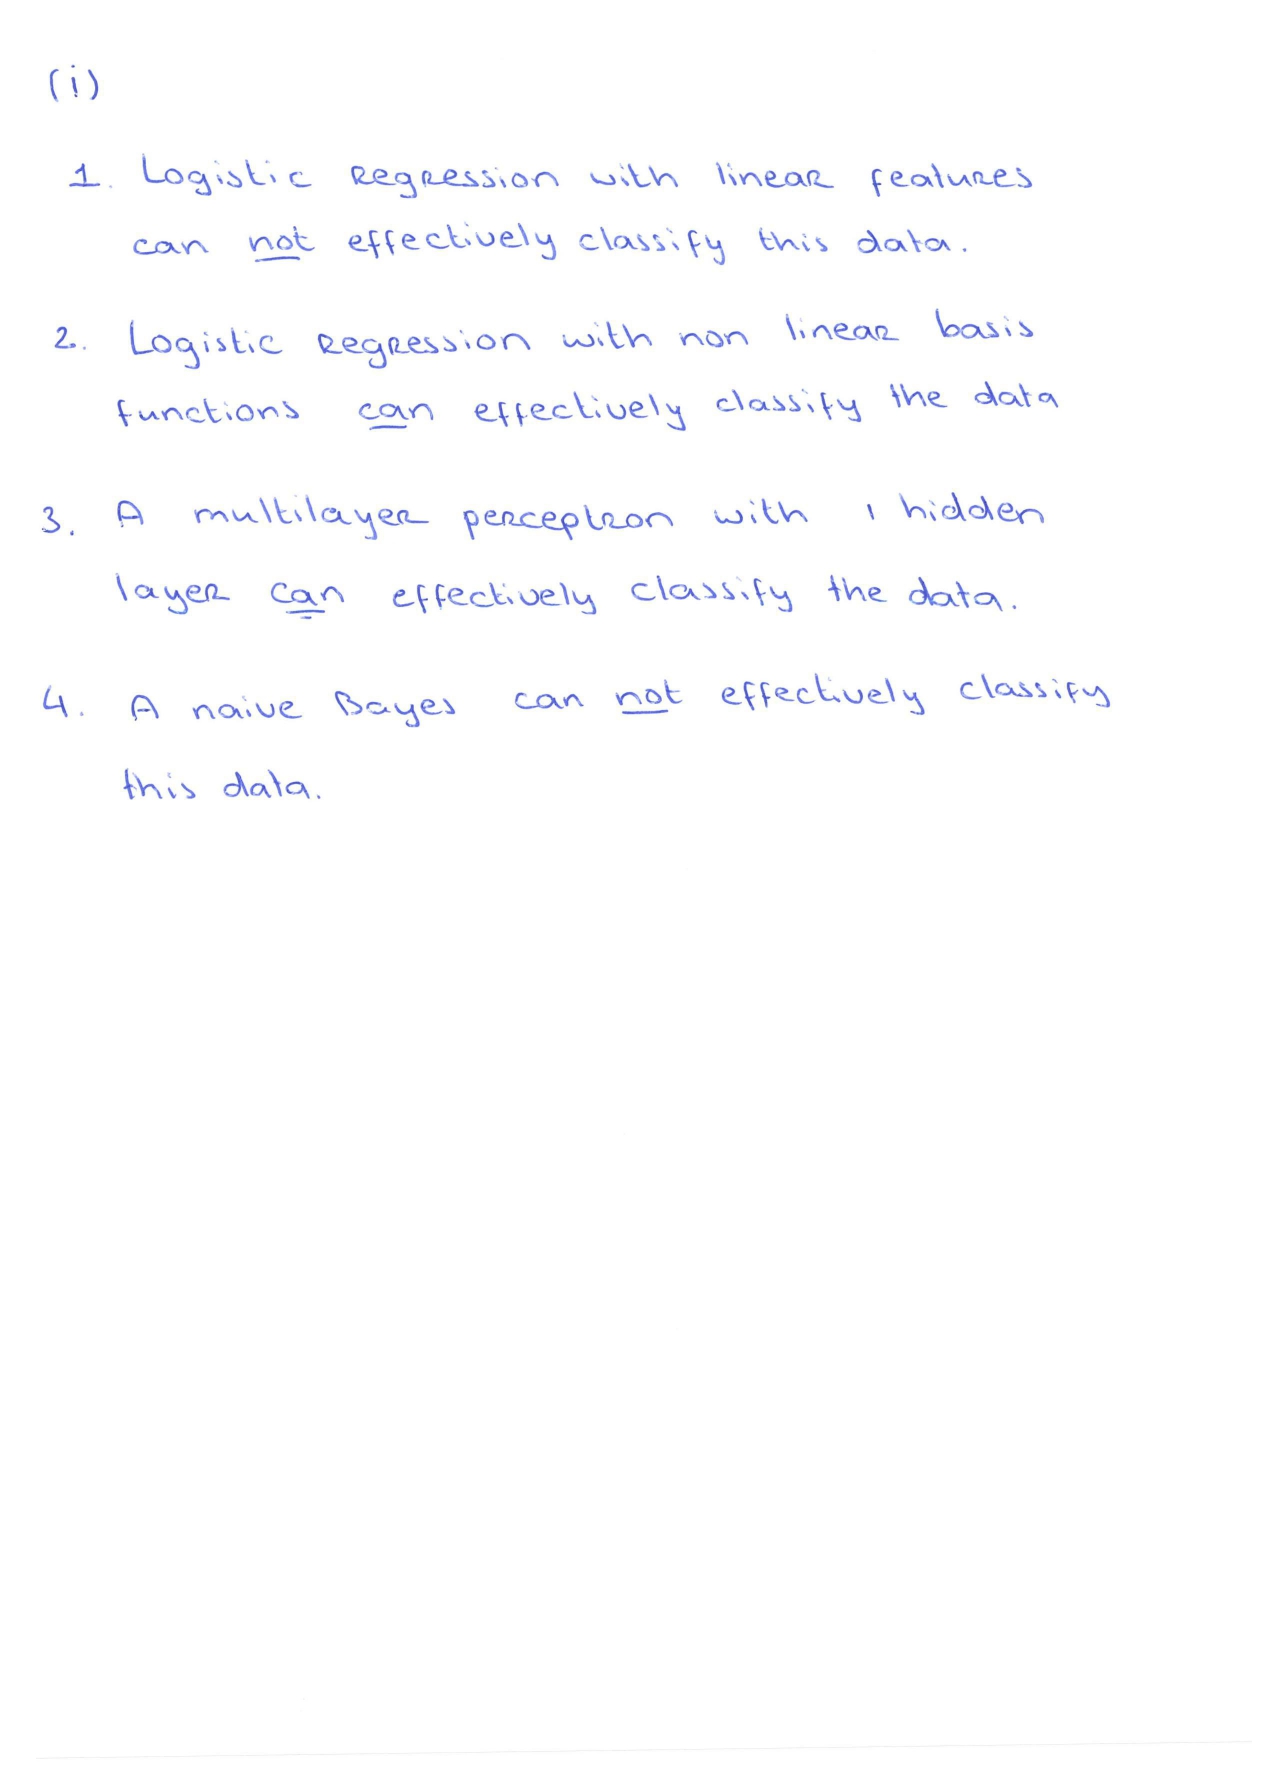 (i)
1. Logistic Regression with linear features
can not effectively classify this data.
2. Logistic Regression with non linear basis
functions can effectively classify the data
3. A multilayer perceptron with 1 hidden
layer can effectively classify the data.
4. A naive Bayes can not effectively classify
this data.